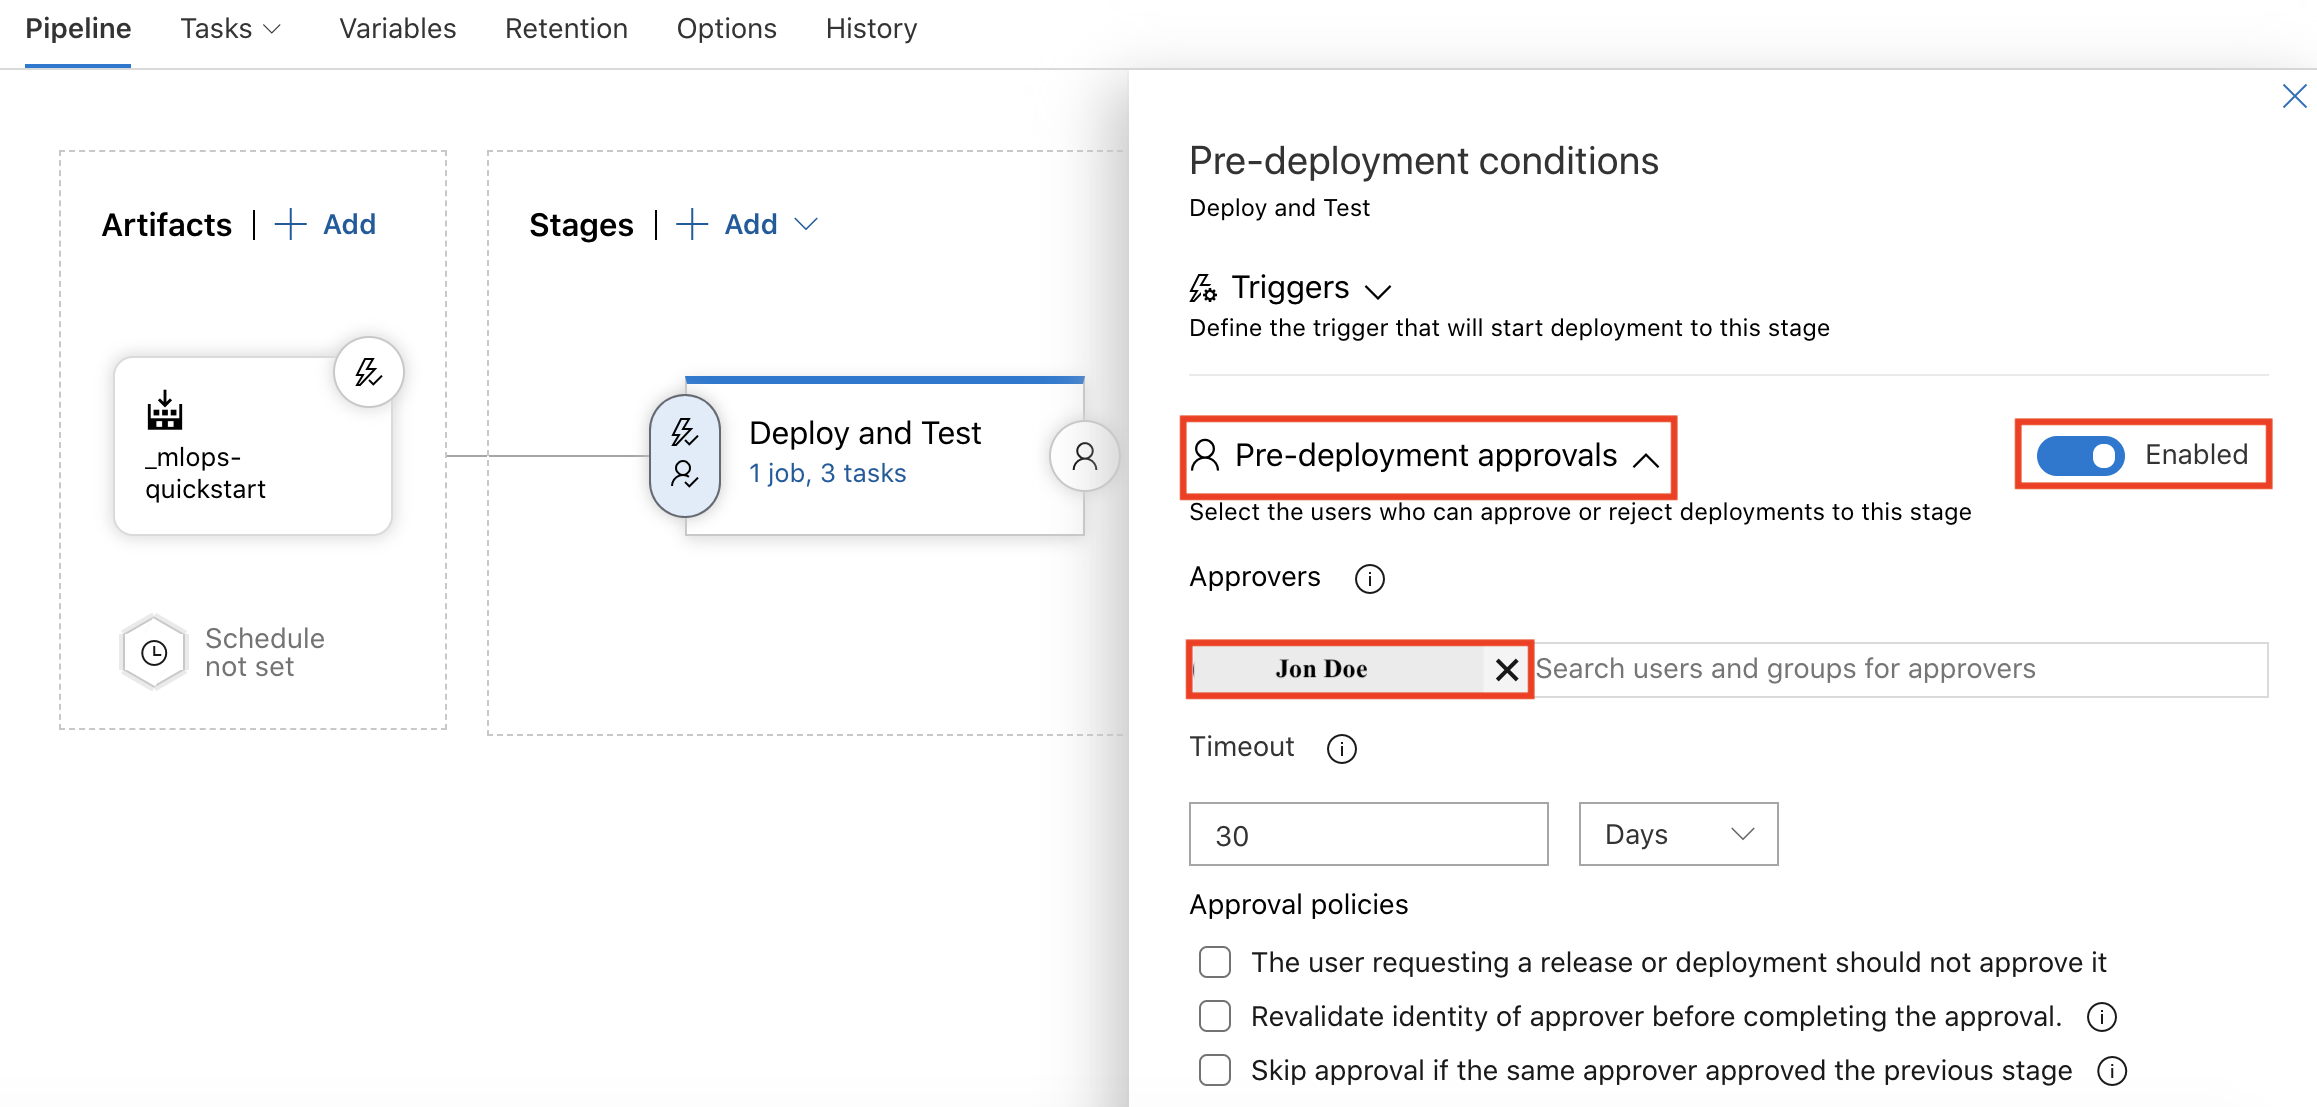 Pipeline Tasks Variables Retention Options History
Artifacts | Add
_mlops-
quickstart
Schedule
not set
Stages | Add
Deploy and Test
1 job, 3 tasks
Pre-deployment conditions
Deploy and Test
Triggers
Define the trigger that will start deployment to this stage
Pre-deployment approvals
Enabled
Select the users who can approve or reject deployments to this stage
Approvers
Jon Doe
Search users and groups for approvers
Timeout
30
Days
Approval policies
The user requesting a release or deployment should not approve it
Revalidate identity of approver before completing the approval.
Skip approval if the same approver approved the previous stage